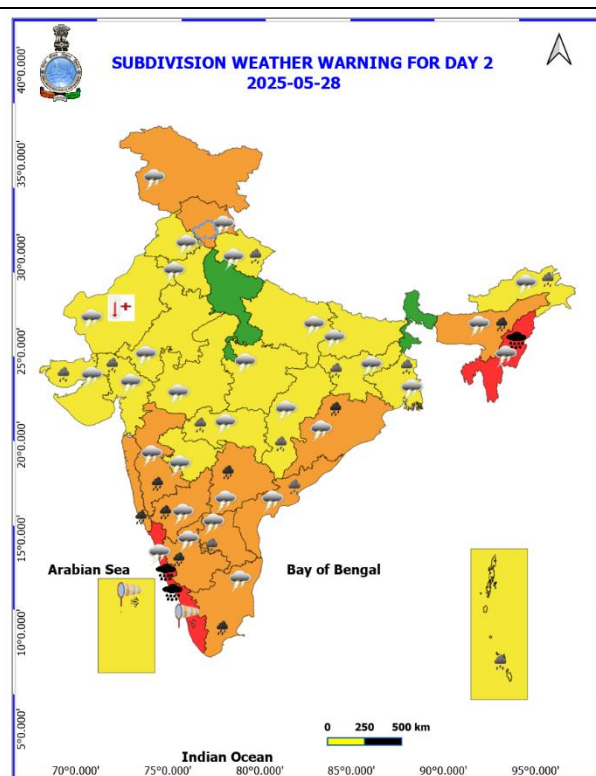 SUBDIVISION WEATHER WARNING FOR DAY 2
2025-05-28
40°0.000'
35°0.000'
30°0.000'
25°0.000'
20°0.000'
15°0.000'
10°0.000'
5°0.000'
Arabian Sea
Bay of Bengal
0 250 500 km
Indian Ocean
70°0.000' 75°0.000' 80°0.000' 85°0.000' 90°0.000' 95°0.000'